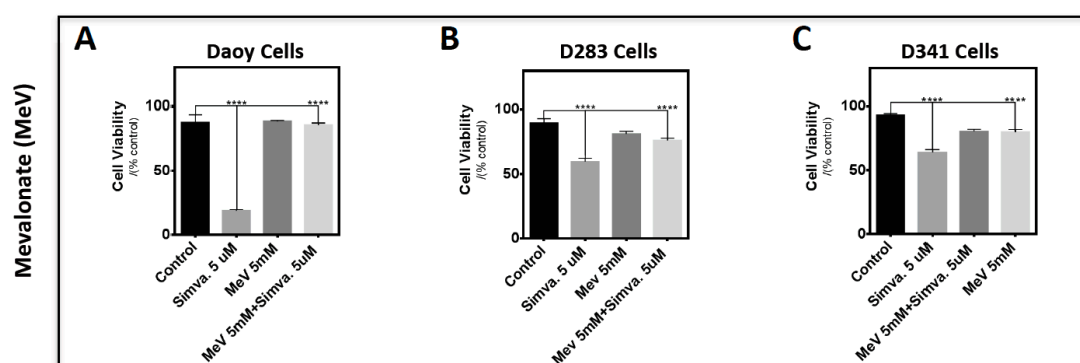 Mevalonate (MeV)
A
Daoy Cells
Cell Viability
/(% control)
100
50
0
****
****
Control
Simva. 5 uM
MeV 5mM
MeV 5mM+Simva. 5uM
B
D283 Cells
Cell Viability
/(% control)
100
50
0
****
****
Control
Simva. 5 uM
Mev 5mM
Mev 5mM+Simva. 5uM
C
D341 Cells
Cell Viability
/(% control)
100
50
0
****
****
Control
Simva. 5 uM
MeV 5mM+Simva. 5uM
MeV 5mM